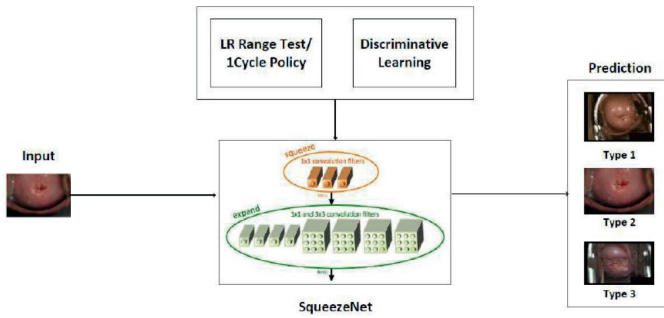 LR Range Test/
1Cycle Policy
Discriminative
Learning
Prediction
Input
squeeze
1x1 convolution filters
expand
1x1 and 3x3 convolution filters
Type 1
Type 2
Type 3
SqueezeNet